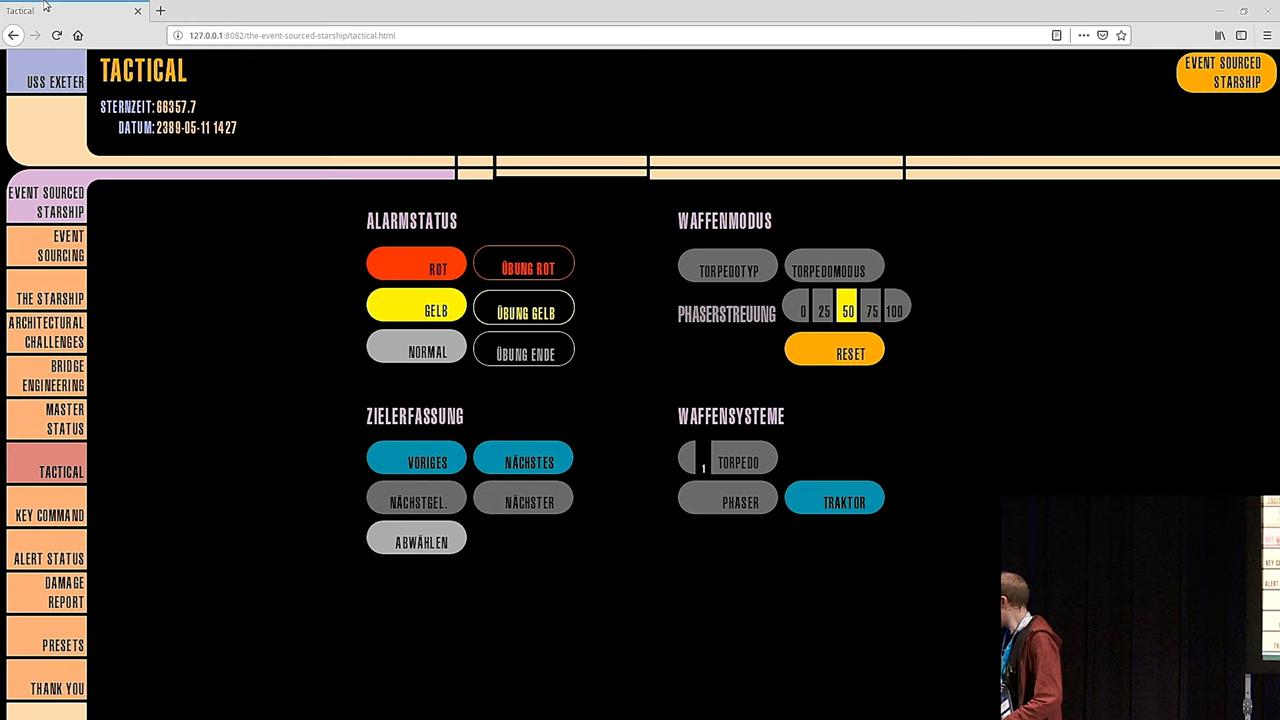 Tactical
127.0.0.1:8082/the-event-sourced-starship/tactical.html
USS EXETER
TACTICAL
EVENT SOURCED
STARSHIP
STERNZEIT: 66357.7
DATUM: 2389-05-11 1427
EVENT SOURCED
STARSHIP
EVENT
SOURCING
THE STARSHIP
ARCHITECTURAL
CHALLENGES
BRIDGE
ENGINEERING
MASTER
STATUS
TACTICAL
KEY COMMAND
ALERT STATUS
DAMAGE
REPORT
PRESETS
THANK YOU
ALARMSTATUS
ROT
ÜBUNG ROT
GELB
ÜBUNG GELB
NORMAL
ÜBUNG ENDE
WAFFENMODUS
TORPEDOTYP
TORPEDOMODUS
PHASERSTREUUNG
0 25 50 75 100
RESET
ZIELERFASSUNG
VORIGES
NÄCHSTES
NÄCHSTGEL.
NÄCHSTER
ABWÄHLEN
WAFFENSYSTEME
1 TORPEDO
PHASER
TRAKTOR